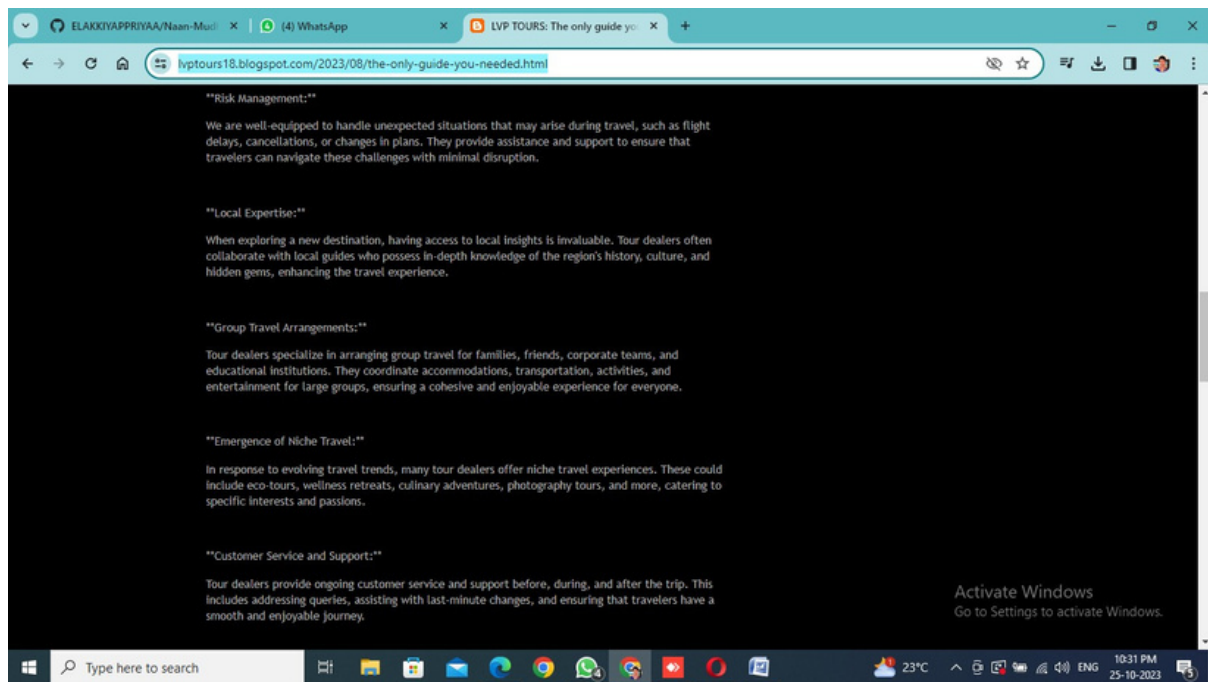 ELAKKIYAPPRIYAA/Naan-Mud
(4) WhatsApp
LVP TOURS: The only guide yo
lvptours18.blogspot.com/2023/08/the-only-guide-you-needed.html
**Risk Management:**
We are well-equipped to handle unexpected situations that may arise during travel, such as flight
delays, cancellations, or changes in plans. They provide assistance and support to ensure that
travelers can navigate these challenges with minimal disruption.
**Local Expertise:**
When exploring a new destination, having access to local insights is invaluable. Tour dealers often
collaborate with local guides who possess in-depth knowledge of the region's history, culture, and
hidden gems, enhancing the travel experience.
**Group Travel Arrangements:**
Tour dealers specialize in arranging group travel for families, friends, corporate teams, and
educational institutions. They coordinate accommodations, transportation, activities, and
entertainment for large groups, ensuring a cohesive and enjoyable experience for everyone.
**Emergence of Niche Travel:**
In response to evolving travel trends, many tour dealers offer niche travel experiences. These could
include eco-tours, wellness retreats, culinary adventures, photography tours, and more, catering to
specific interests and passions.
**Customer Service and Support:**
Tour dealers provide ongoing customer service and support before, during, and after the trip. This
includes addressing queries, assisting with last-minute changes, and ensuring that travelers have a
smooth and enjoyable journey.
Activate Windows
Go to Settings to activate Windows.
Type here to search
23°C
ENG
10:31 PM
25-10-2023